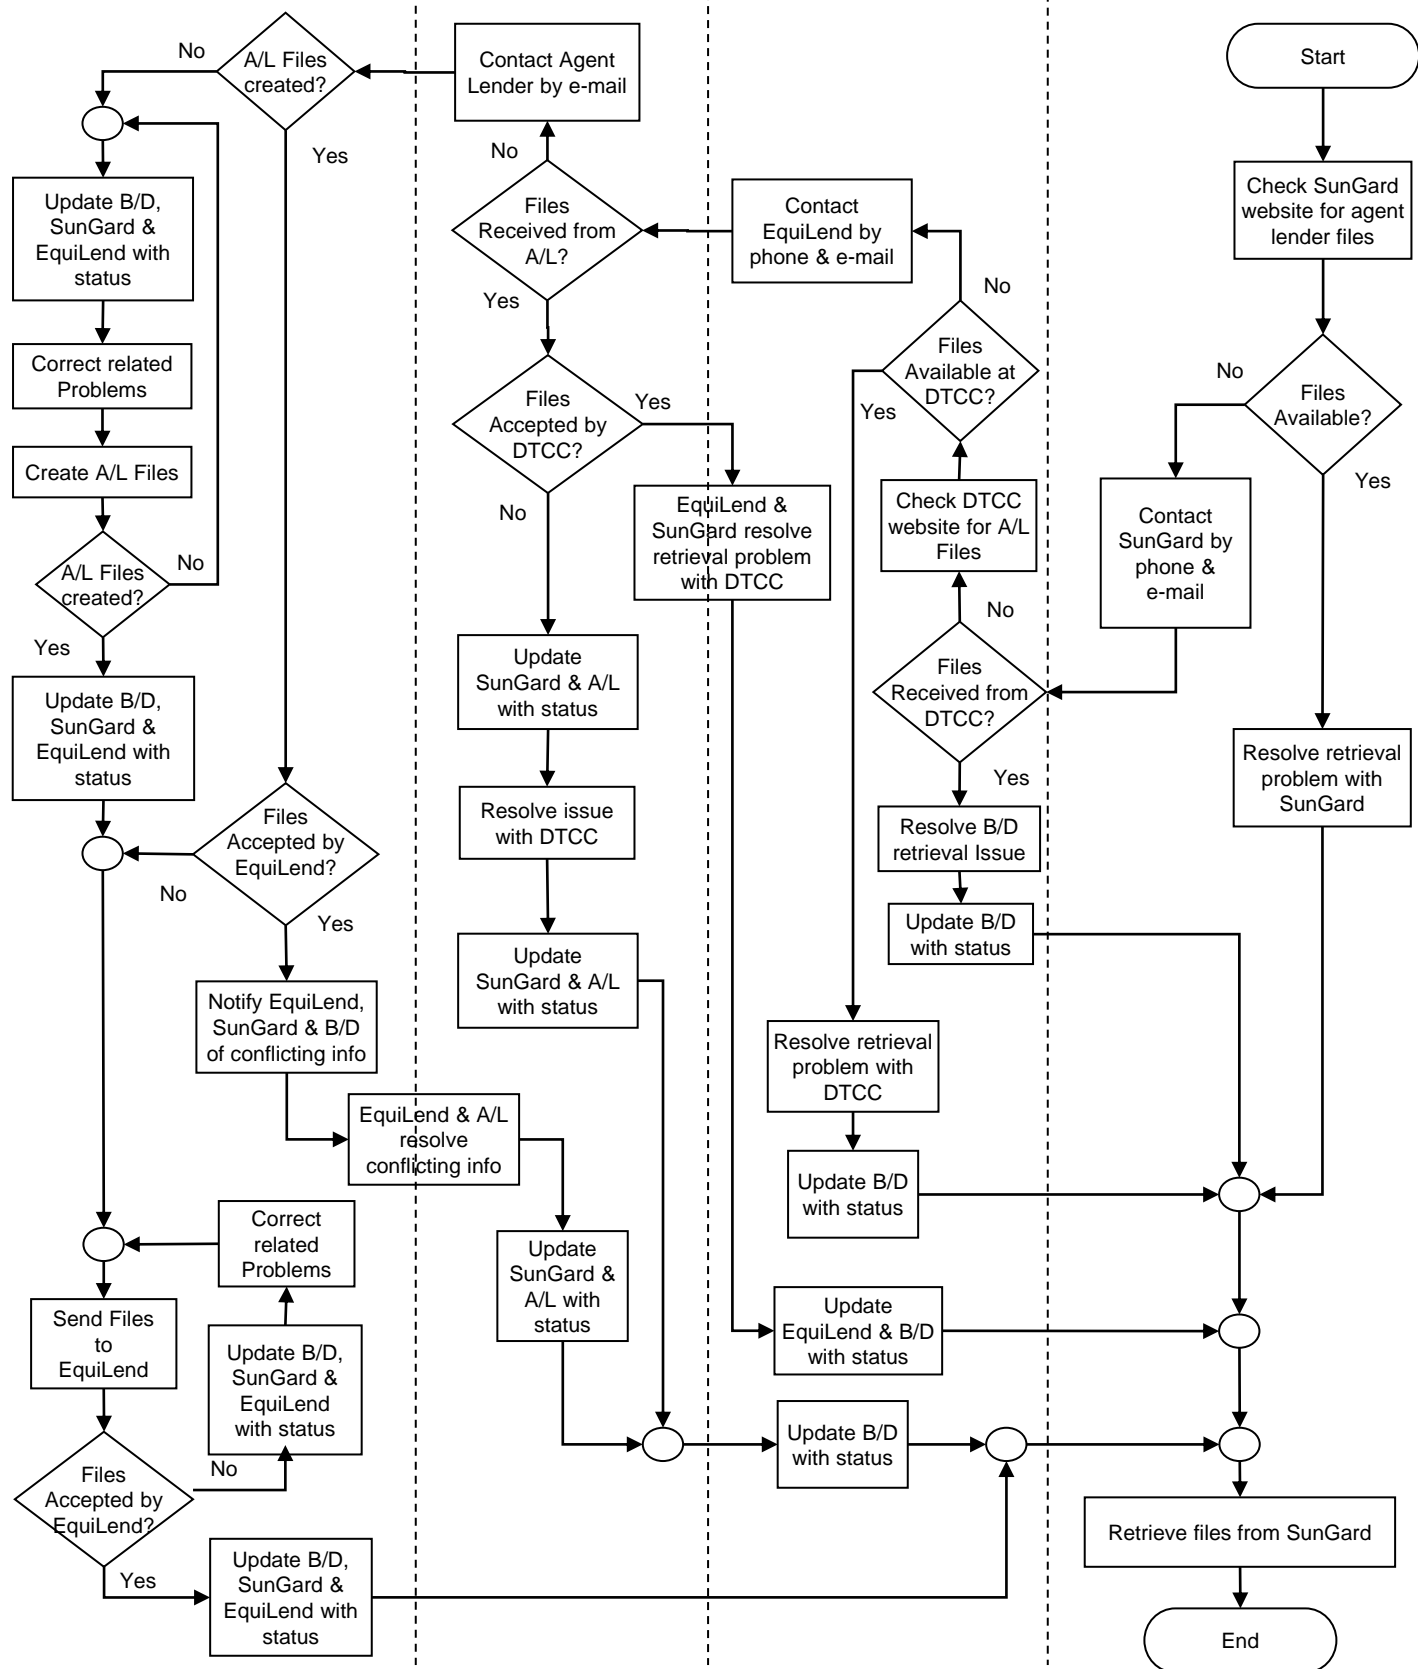 No
A/L Files
created?
Yes
Update B/D,
SunGard &
EquiLend with
status
Correct related
Problems
Create A/L Files
A/L Files
created?
No
Yes
Update B/D,
SunGard &
EquiLend with
status
Files
Accepted by
EquiLend?
No
Yes
Notify EquiLend,
SunGard & B/D
of conflicting info
Correct
related
Problems
Send Files
to
EquiLend
Update B/D,
SunGard &
EquiLend
with status
Files
Accepted by
EquiLend?
No
Yes
Update B/D,
SunGard &
EquiLend with
status
Contact Agent
Lender by e-mail
No
Files
Received from
A/L?
Yes
Files
Accepted by
DTCC?
Yes
No
EquiLend &
SunGard resolve
retrieval problem
with DTCC
Update
SunGard & A/L
with status
Resolve issue
with DTCC
Update
SunGard & A/L
with status
EquiLend & A/L
resolve
conflicting info
Update
SunGard &
A/L with
status
Contact
EquiLend by
phone & e-mail
No
Files
Available at
DTCC?
Yes
Check DTCC
website for A/L
Files
No
Files
Received from
DTCC?
Yes
Resolve B/D
retrieval Issue
Update B/D
with status
Resolve retrieval
problem with
DTCC
Update B/D
with status
Update
EquiLend & B/D
with status
Update B/D
with status
Start
Check SunGard
website for agent
lender files
No
Files
Available?
Yes
Contact
SunGard by
phone &
e-mail
Resolve retrieval
problem with
SunGard
Retrieve files from SunGard
End